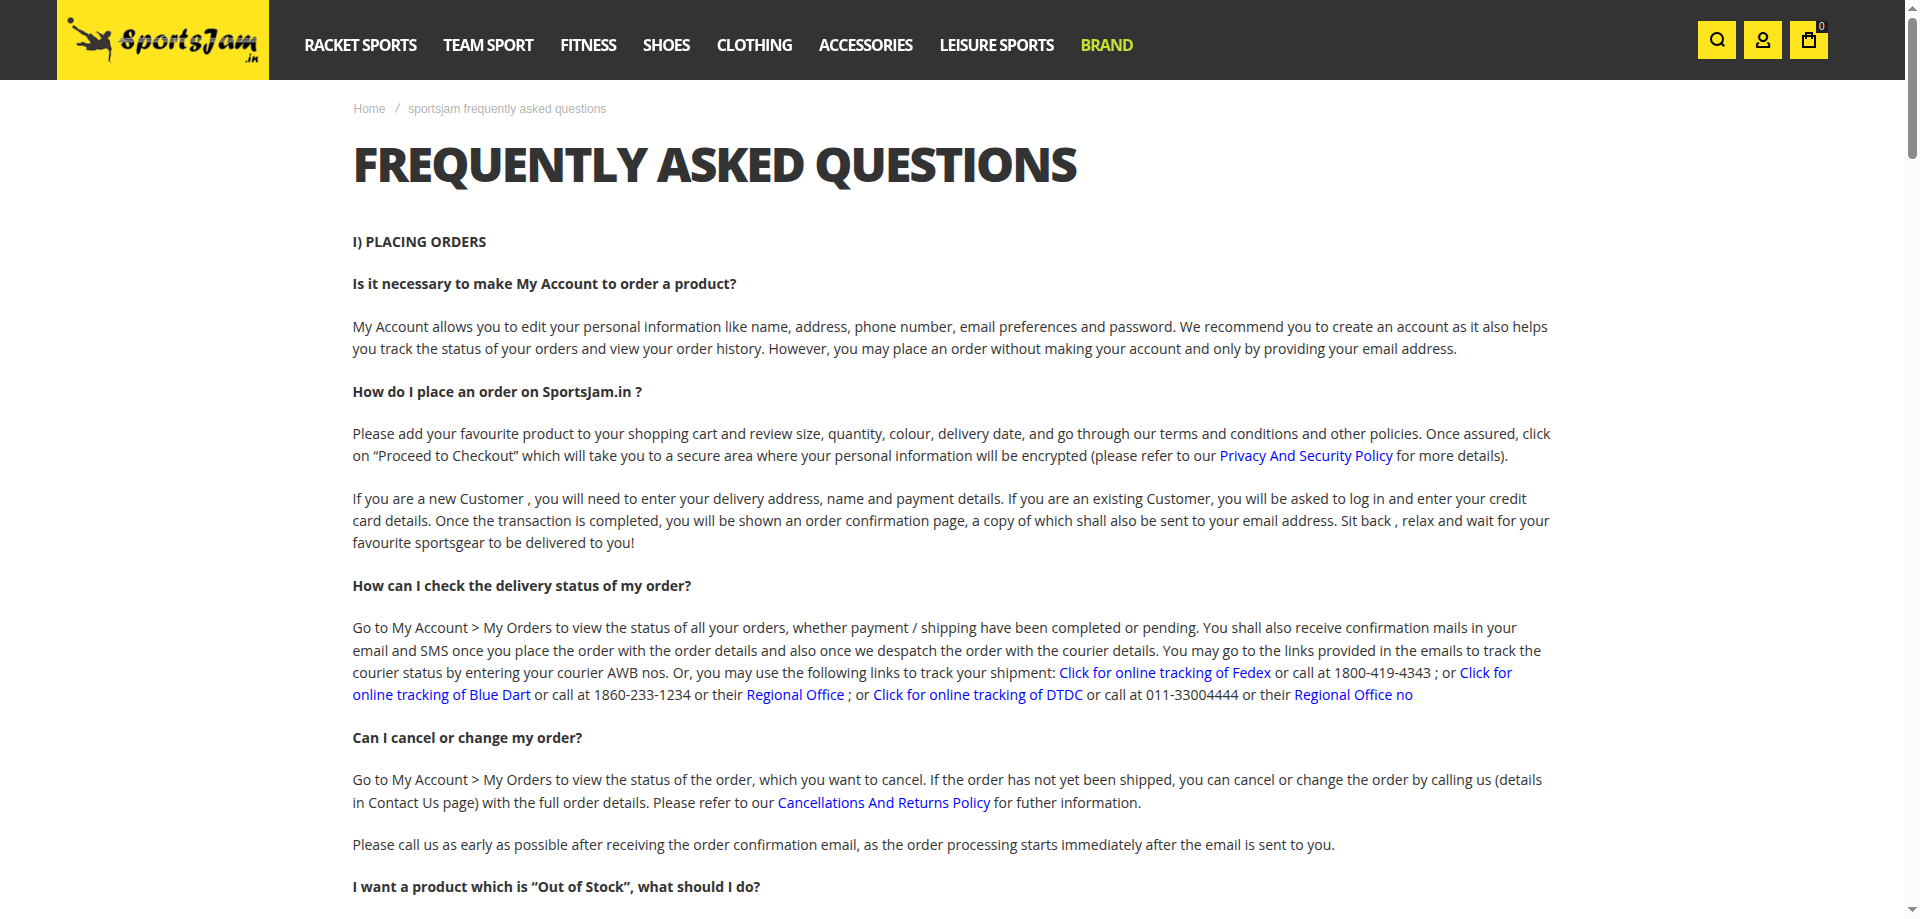 SportsJam
.in
RACKET SPORTS TEAM SPORT FITNESS SHOES CLOTHING ACCESSORIES LEISURE SPORTS BRAND
0
Home / sportsjam frequently asked questions
FREQUENTLY ASKED QUESTIONS
I) PLACING ORDERS
Is it necessary to make My Account to order a product?
My Account allows you to edit your personal information like name, address, phone number, email preferences and password. We recommend you to create an account as it also helps
you track the status of your orders and view your order history. However, you may place an order without making your account and only by providing your email address.
How do I place an order on SportsJam.in ?
Please add your favourite product to your shopping cart and review size, quantity, colour, delivery date, and go through our terms and conditions and other policies. Once assured, click
on “Proceed to Checkout” which will take you to a secure area where your personal information will be encrypted (please refer to our Privacy And Security Policy for more details).
If you are a new Customer , you will need to enter your delivery address, name and payment details. If you are an existing Customer, you will be asked to log in and enter your credit
card details. Once the transaction is completed, you will be shown an order confirmation page, a copy of which shall also be sent to your email address. Sit back , relax and wait for your
favourite sportsgear to be delivered to you!
How can I check the delivery status of my order?
Go to My Account > My Orders to view the status of all your orders, whether payment / shipping have been completed or pending. You shall also receive confirmation mails in your
email and SMS once you place the order with the order details and also once we despatch the order with the courier details. You may go to the links provided in the emails to track the
courier status by entering your courier AWB nos. Or, you may use the following links to track your shipment: Click for online tracking of Fedex or call at 1800-419-4343 ; or Click for
online tracking of Blue Dart or call at 1860-233-1234 or their Regional Office ; or Click for online tracking of DTDC or call at 011-33004444 or their Regional Office no
Can I cancel or change my order?
Go to My Account > My Orders to view the status of the order, which you want to cancel. If the order has not yet been shipped, you can cancel or change the order by calling us (details
in Contact Us page) with the full order details. Please refer to our Cancellations And Returns Policy for futher information.
Please call us as early as possible after receiving the order confirmation email, as the order processing starts immediately after the email is sent to you.
I want a product which is “Out of Stock”, what should I do?